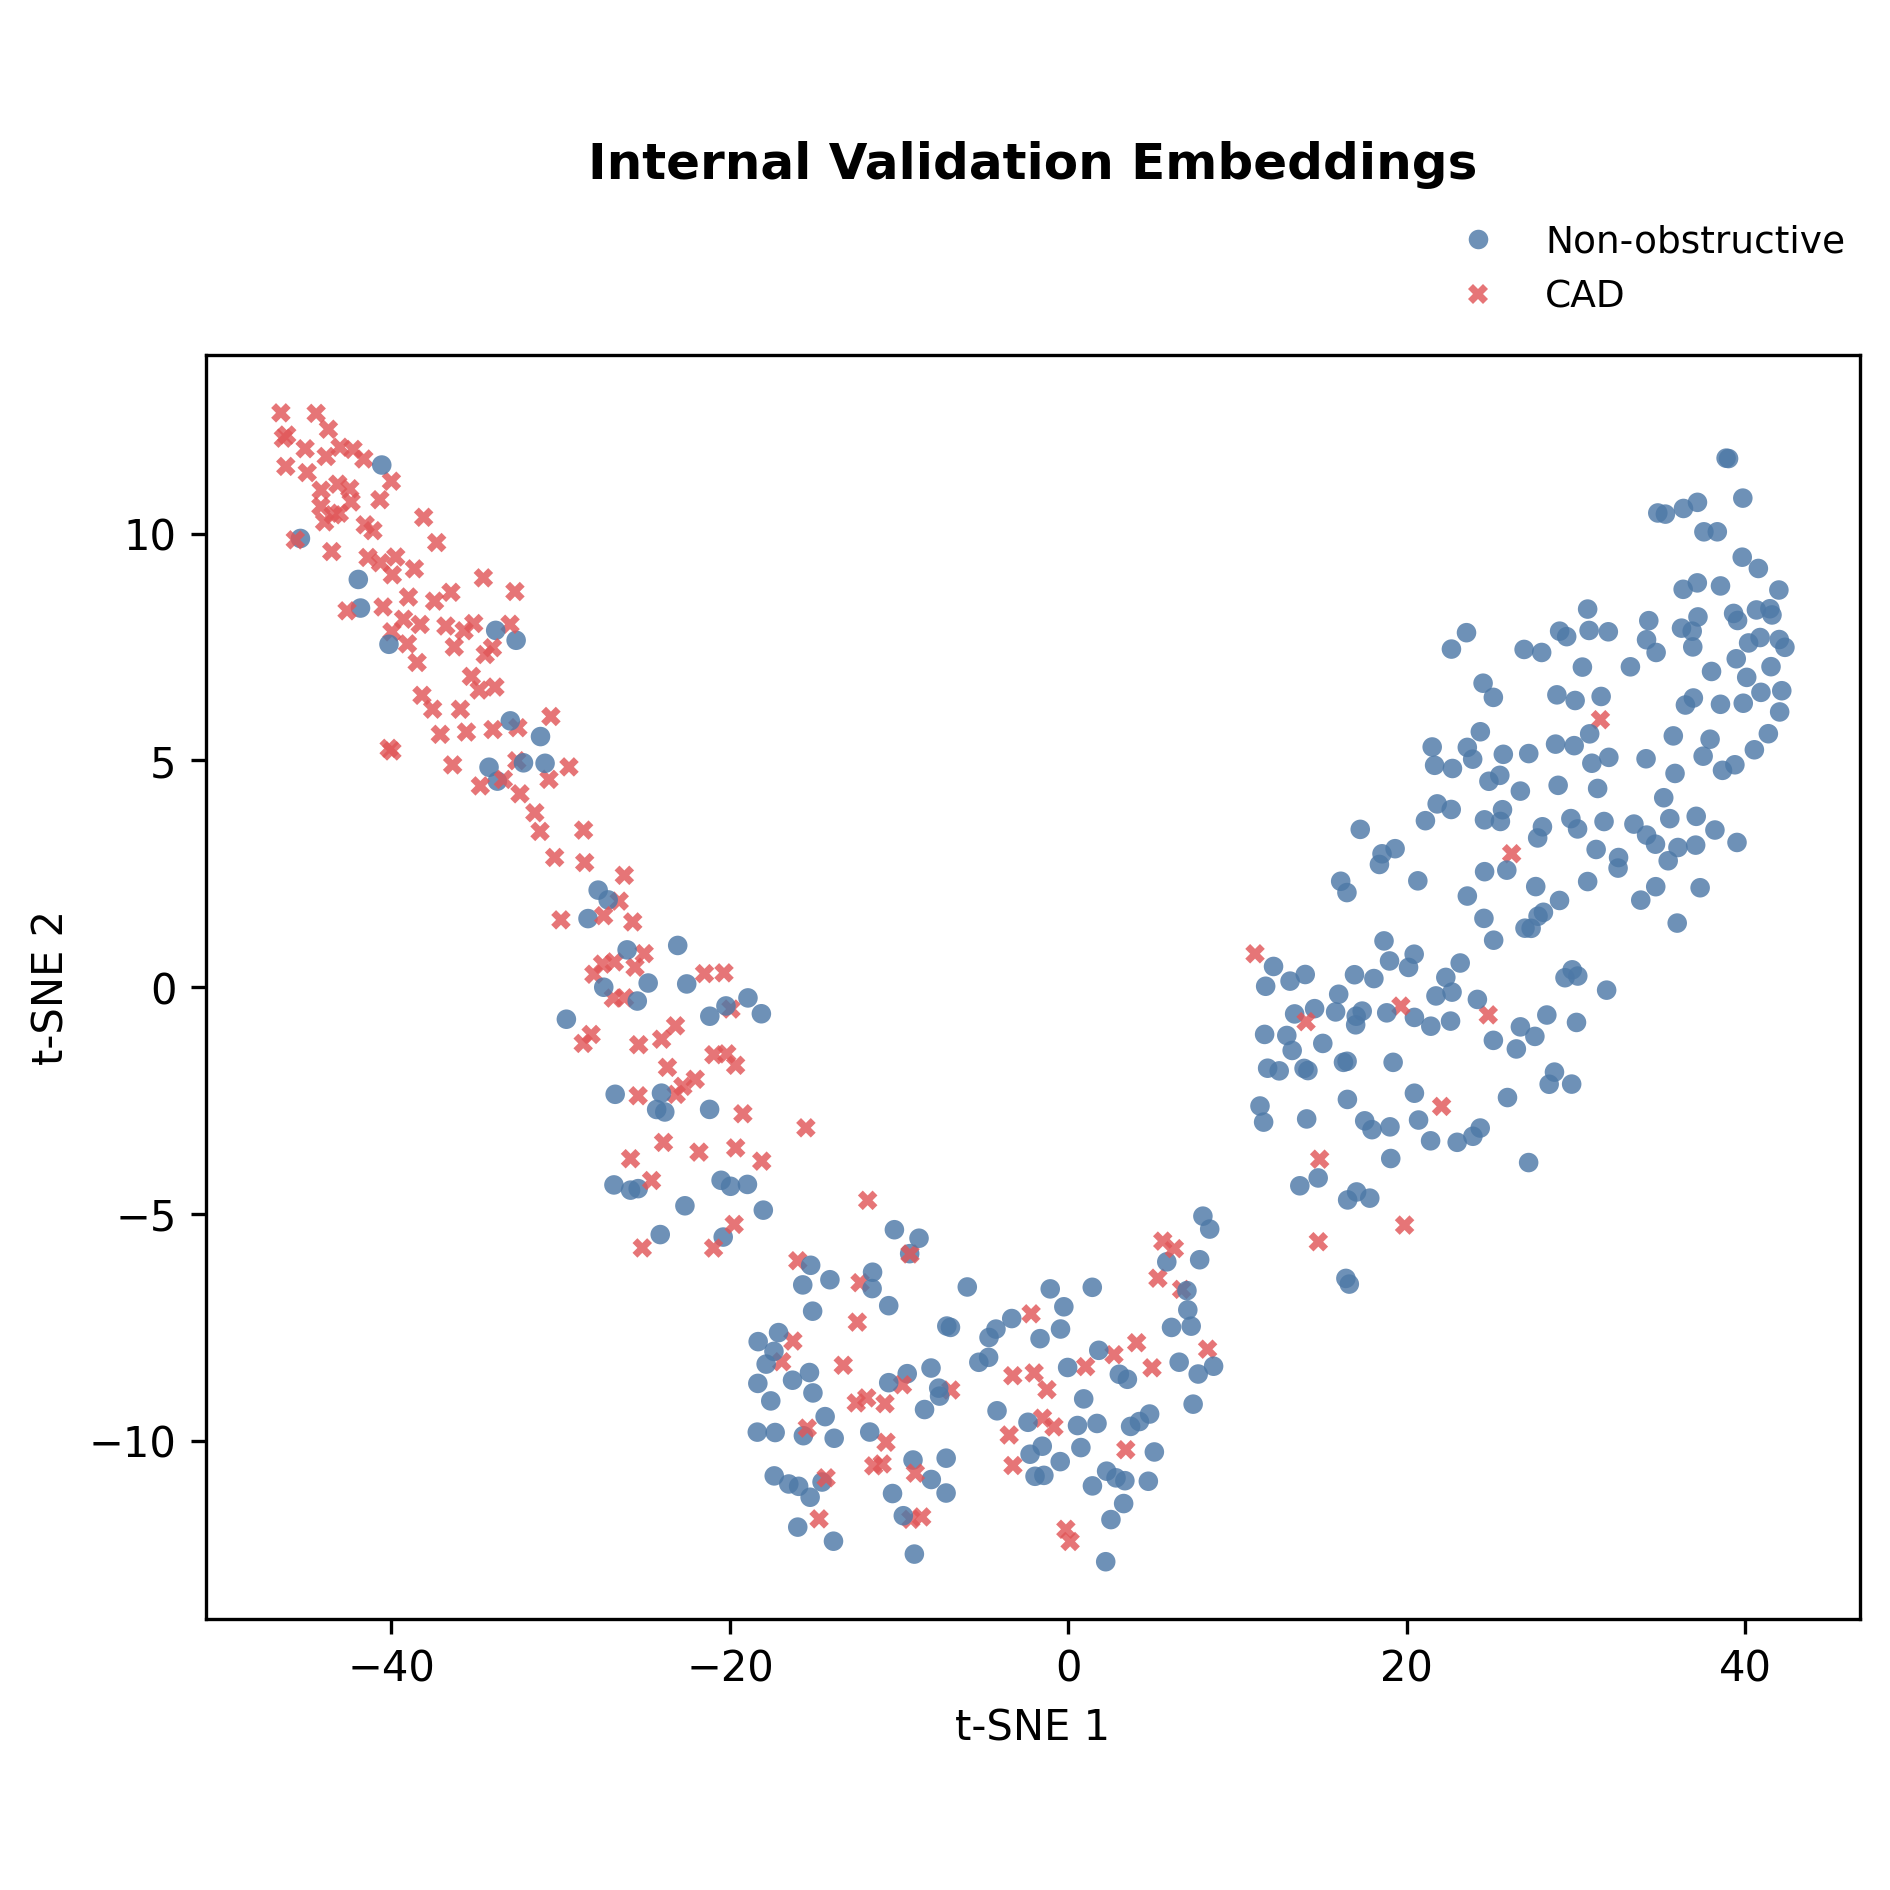 Internal Validation Embeddings
Non-obstructive
CAD
10
5
0
−5
−10
t-SNE 2
−40 −20 0 20 40
t-SNE 1